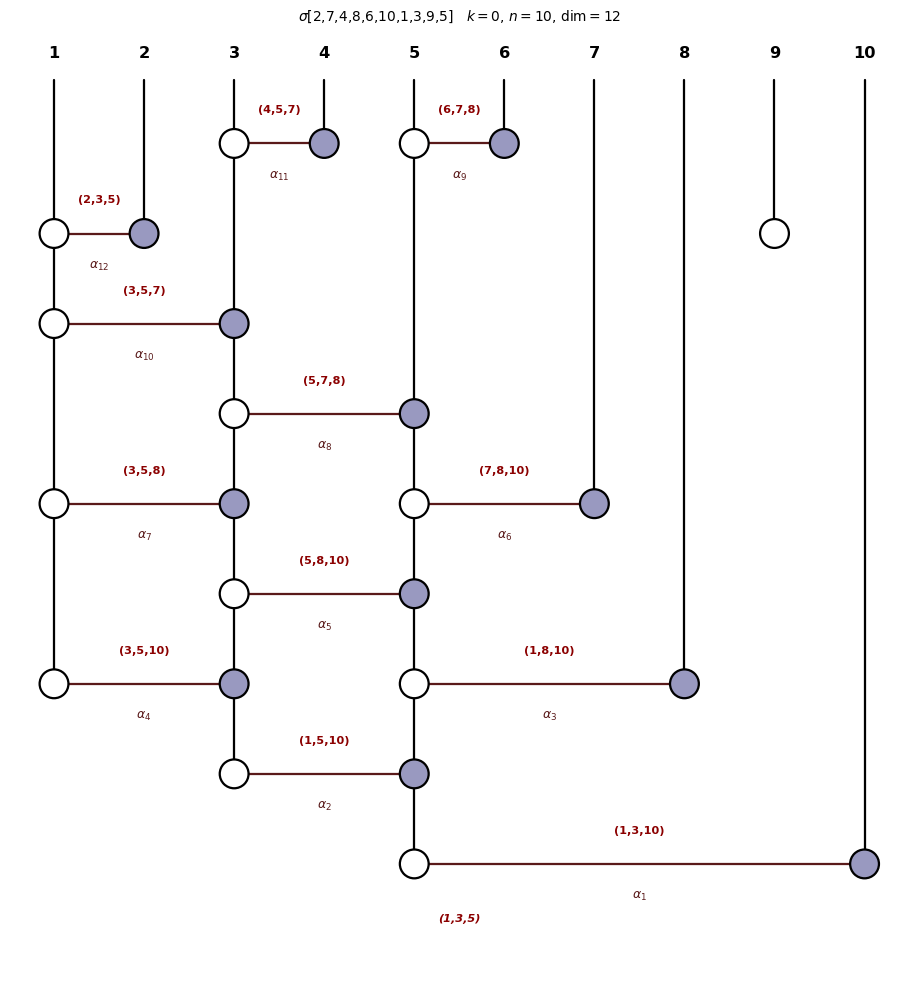 σ[2,7,4,8,6,10,1,3,9,5] k=0, n=10, dim=12
1 2 3 4 5 6 7 8 9 10
(4,5,7) (6,7,8)
α₁₁ α₉
(2,3,5)
α₁₂
(3,5,7)
α₁₀
(5,7,8)
α₈
(3,5,8) (7,8,10)
α₇ α₆
(5,8,10)
α₅
(3,5,10) (1,8,10)
α₄ α₃
(1,5,10)
α₂
(1,3,10)
α₁
(1,3,5)